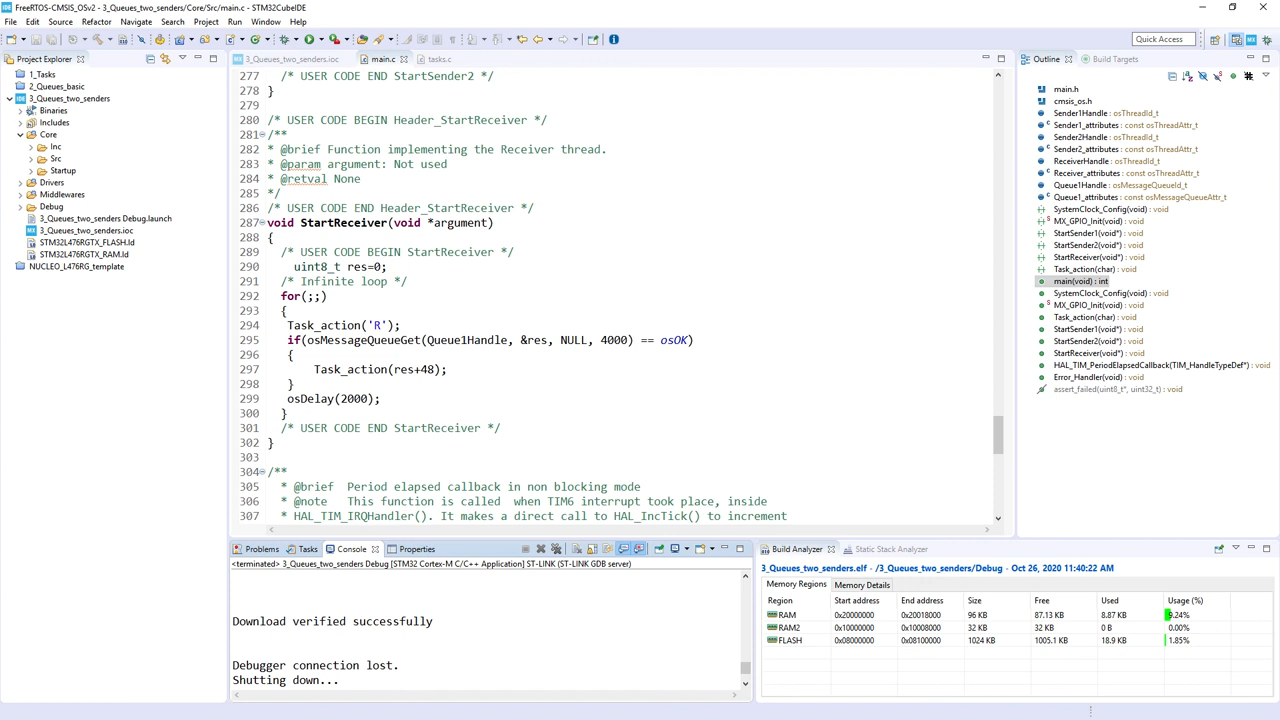 FreeRTOS-CMSIS_OSv2 - 3_Queues_two_senders/Core/Src/main.c - STM32CubeIDE
File Edit Source Refactor Navigate Search Project Run Window Help
Quick Access
Project Explorer
1_Tasks
2_Queues_basic
3_Queues_two_senders
Binaries
Includes
Core
Inc
Src
Startup
Drivers
Middlewares
Debug
3_Queues_two_senders Debug.launch
3_Queues_two_senders.ioc
STM32L476RGTX_FLASH.ld
STM32L476RGTX_RAM.ld
NUCLEO_L476RG_template
3_Queues_two_senders.ioc main.c tasks.c
277 /* USER CODE END StartSender2 */
278 }
279
280 /* USER CODE BEGIN Header_StartReceiver */
281 /**
282 * @brief Function implementing the Receiver thread.
283 * @param argument: Not used
284 * @retval None
285 */
286 /* USER CODE END Header_StartReceiver */
287 void StartReceiver(void *argument)
288 {
289 /* USER CODE BEGIN StartReceiver */
290 uint8_t res=0;
291 /* Infinite loop */
292 for(;;)
293 {
294 Task_action('R');
295 if(osMessageQueueGet(Queue1Handle, &res, NULL, 4000) == osOK)
296 {
297 Task_action(res+48);
298 }
299 osDelay(2000);
300 }
301 /* USER CODE END StartReceiver */
302 }
303
304 /**
305 * @brief Period elapsed callback in non blocking mode
306 * @note This function is called when TIM6 interrupt took place, inside
307 * HAL_TIM_IRQHandler(). It makes a direct call to HAL_IncTick() to increment
Outline Build Targets
main.h
cmsis_os.h
Sender1Handle : osThreadId_t
Sender1_attributes : const osThreadAttr_t
Sender2Handle : osThreadId_t
Sender2_attributes : const osThreadAttr_t
ReceiverHandle : osThreadId_t
Receiver_attributes : const osThreadAttr_t
Queue1Handle : osMessageQueueId_t
Queue1_attributes : const osMessageQueueAttr_t
SystemClock_Config(void) : void
MX_GPIO_Init(void) : void
StartSender1(void*) : void
StartSender2(void*) : void
StartReceiver(void*) : void
Task_action(char) : void
main(void) : int
SystemClock_Config(void) : void
MX_GPIO_Init(void) : void
Task_action(char) : void
StartSender1(void*) : void
StartSender2(void*) : void
StartReceiver(void*) : void
HAL_TIM_PeriodElapsedCallback(TIM_HandleTypeDef*) : void
Error_Handler(void) : void
assert_failed(uint8_t*, uint32_t) : void
Problems Tasks Console Properties
<terminated> 3_Queues_two_senders Debug [STM32 Cortex-M C/C++ Application] ST-LINK (ST-LINK GDB server)
Download verified successfully
Debugger connection lost.
Shutting down...
Build Analyzer Static Stack Analyzer
3_Queues_two_senders.elf - /3_Queues_two_senders/Debug - Oct 26, 2020 11:40:22 AM
Memory Regions Memory Details
Region Start address End address Size Free Used Usage (%)
RAM 0x20000000 0x20018000 96 KB 87.13 KB 8.87 KB 9.24%
RAM2 0x10000000 0x10008000 32 KB 32 KB 0 B 0.00%
FLASH 0x08000000 0x08100000 1024 KB 1005.1 KB 18.9 KB 1.85%